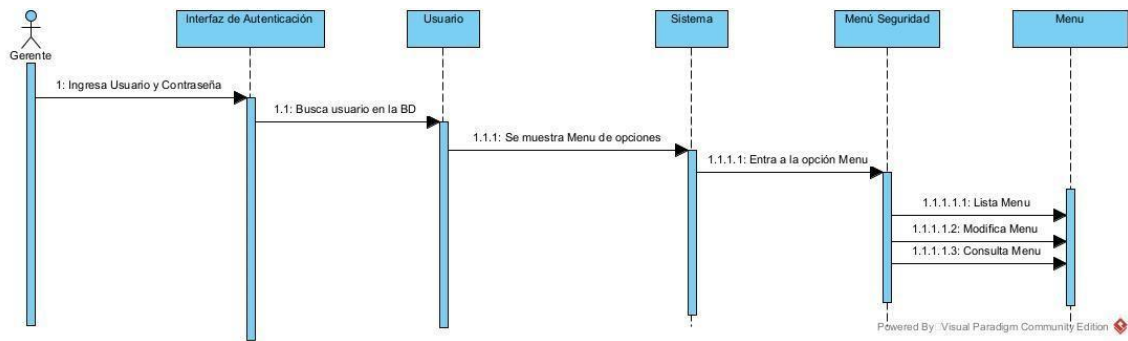 Interfaz de Autenticación
Usuario
Sistema
Menú Seguridad
Menu
Gerente
1: Ingresa Usuario y Contraseña
1.1: Busca usuario en la BD
1.1.1: Se muestra Menu de opciones
1.1.1.1: Entra a la opción Menu
1.1.1.1.1: Lista Menu
1.1.1.1.2: Modifica Menu
1.1.1.1.3: Consulta Menu
Powered By Visual Paradigm Community Edition